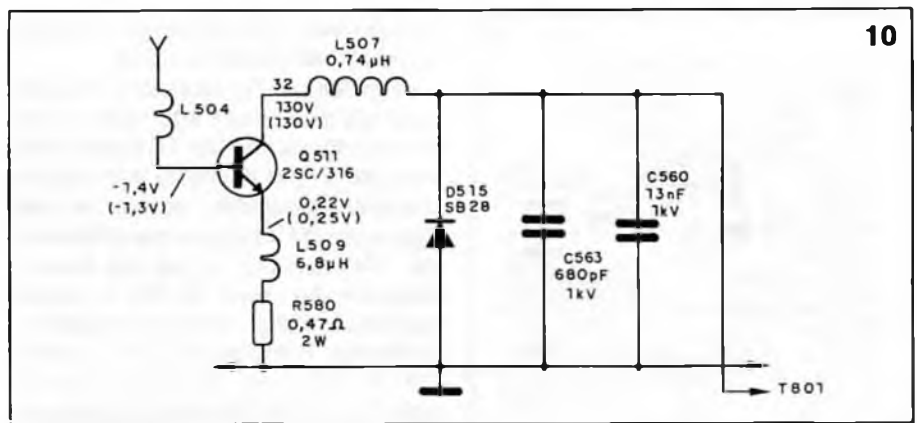 10
L507
0,74µH
32
130V
(130V)
L504
Q511
2SC/316
-1,4V
(-1,3V)
0,22V
(0,25V)
L509
6,8µH
R580
0,47Ω
2W
D515
SB28
C563
680pF
1kV
C560
13nF
1kV
T801